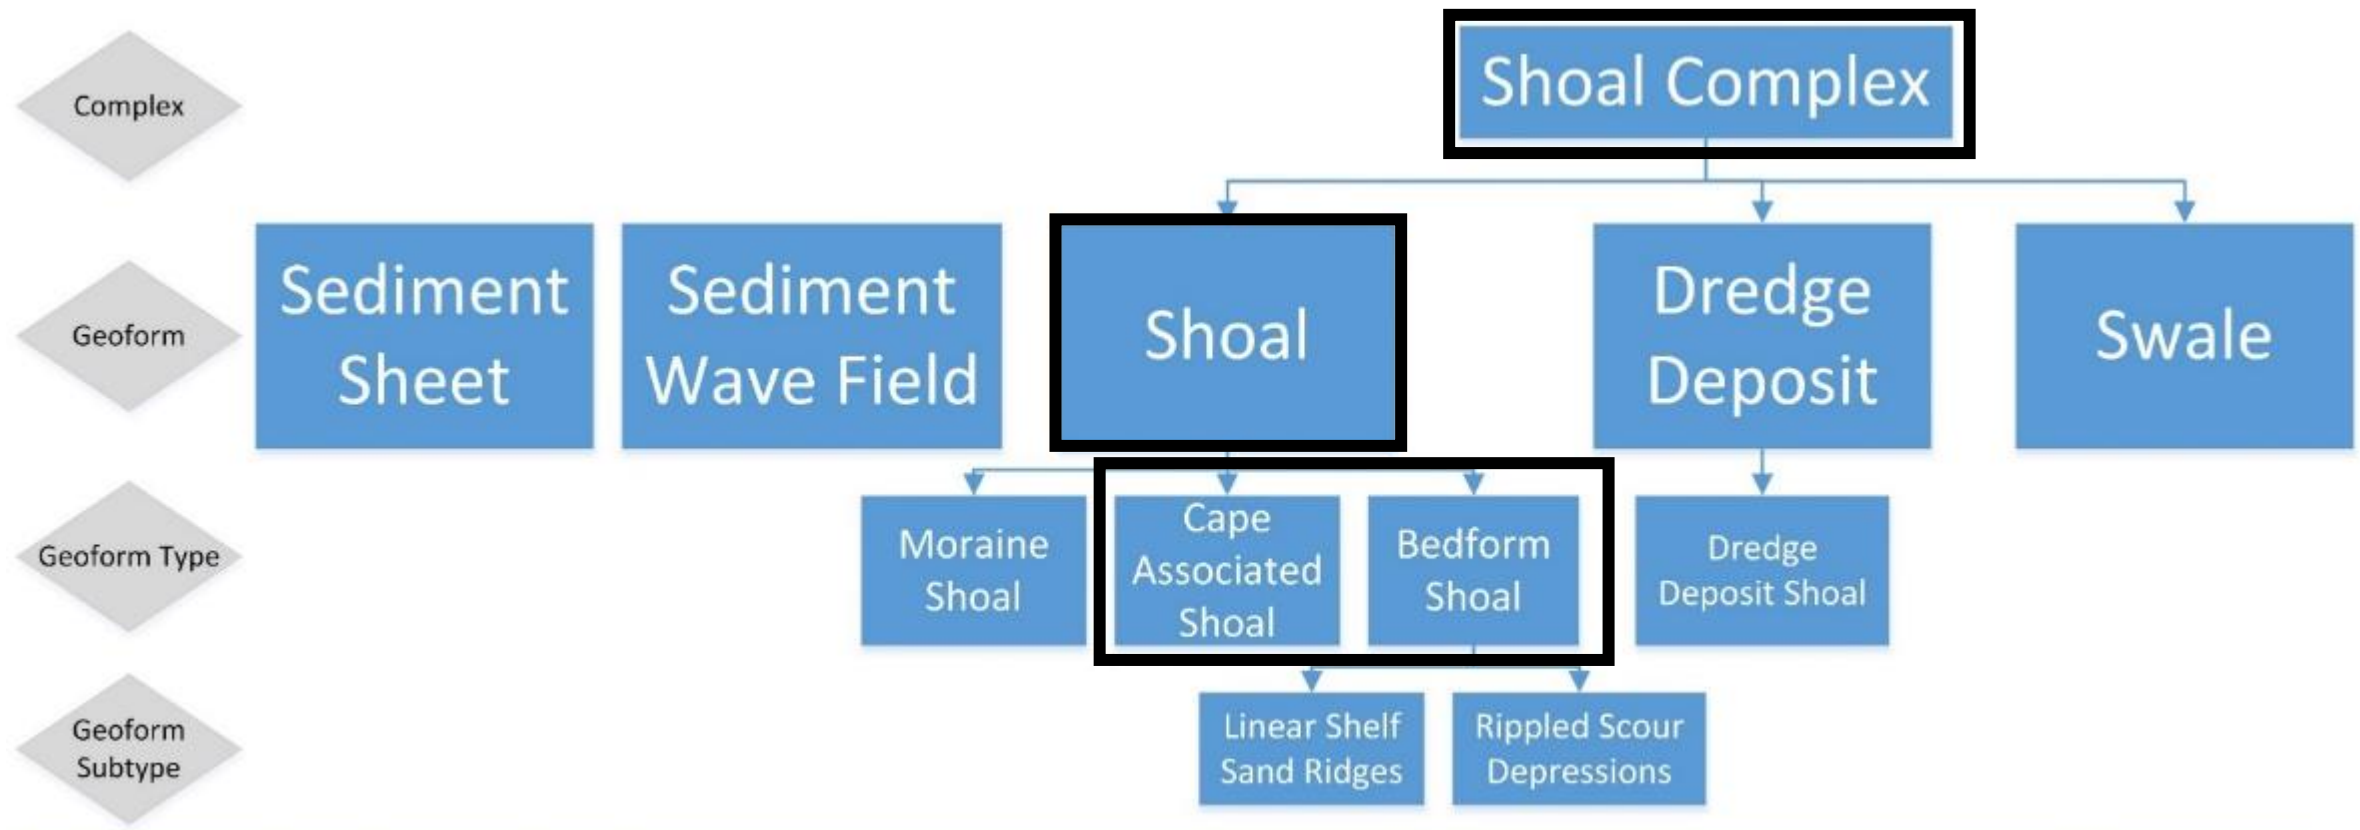 Complex
Shoal Complex
Geoform
Sediment
Sheet
Sediment
Wave Field
Shoal
Dredge
Deposit
Swale
Geoform Type
Moraine
Shoal
Cape
Associated
Shoal
Bedform
Shoal
Dredge
Deposit Shoal
Geoform
Subtype
Linear Shelf
Sand Ridges
Rippled Scour
Depressions